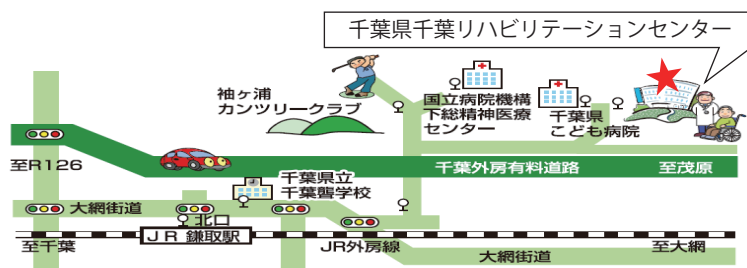 千葉県千葉リハビリテーションセンター
袖ヶ浦
カンツリークラブ
国立病院機構
下総精神医療
センター
千葉県
こども病院
至R126
千葉外房有料道路
至茂原
千葉県立
千葉聾学校
大網街道
北口
至千葉
JR 鎌取駅
JR外房線
大網街道
至大網